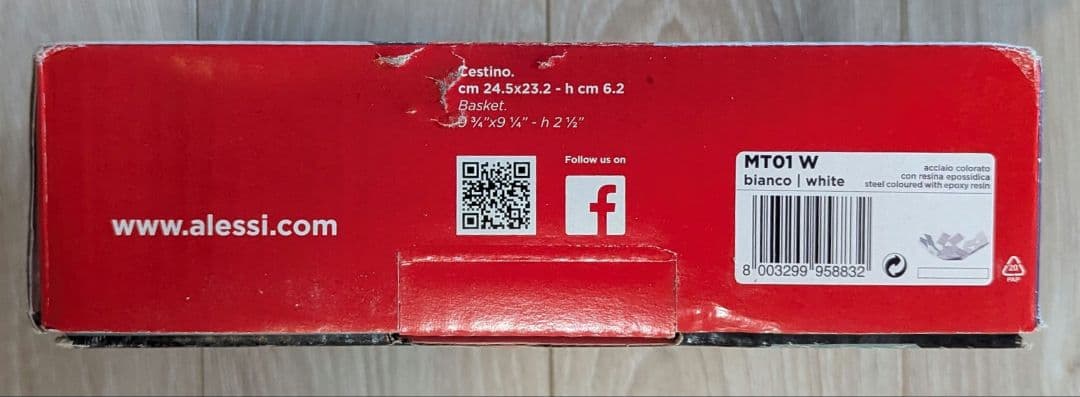 Cestino.
cm 24.5x23.2 - h cm 6.2
Basket.
9 ¾"x9 ¼" - h 2 ½"
Follow us on
f
www.alessi.com
MT01 W
bianco | white
acciaio colorato
con resina epossidica
steel coloured with epoxy resin
8 003299 958832
20
PAP